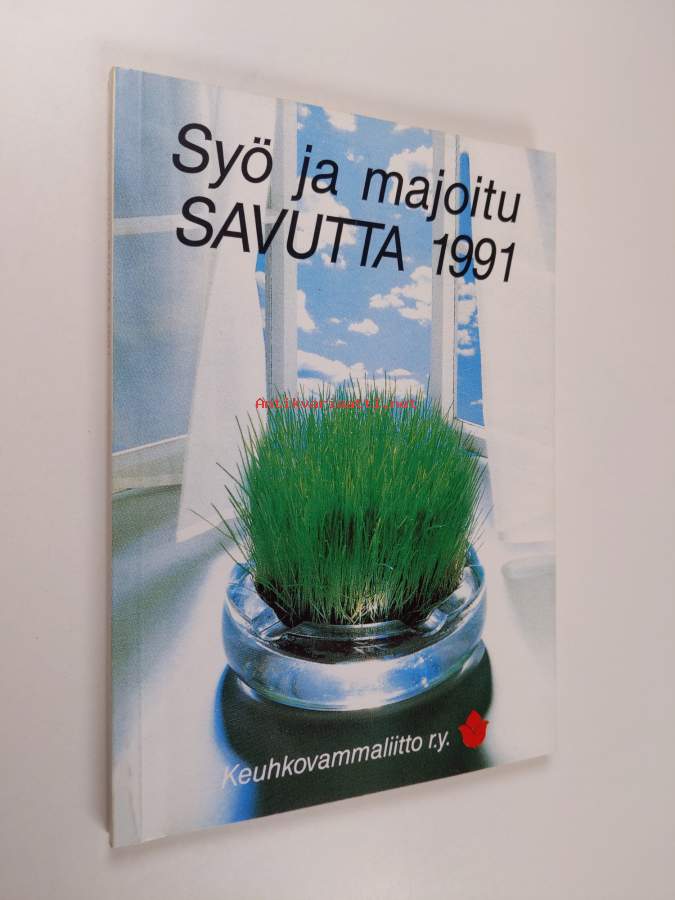 Syö ja majoitu
SAVUTTA 1991
Antikvariaatti.net
Keuhkovammaliitto r.y.